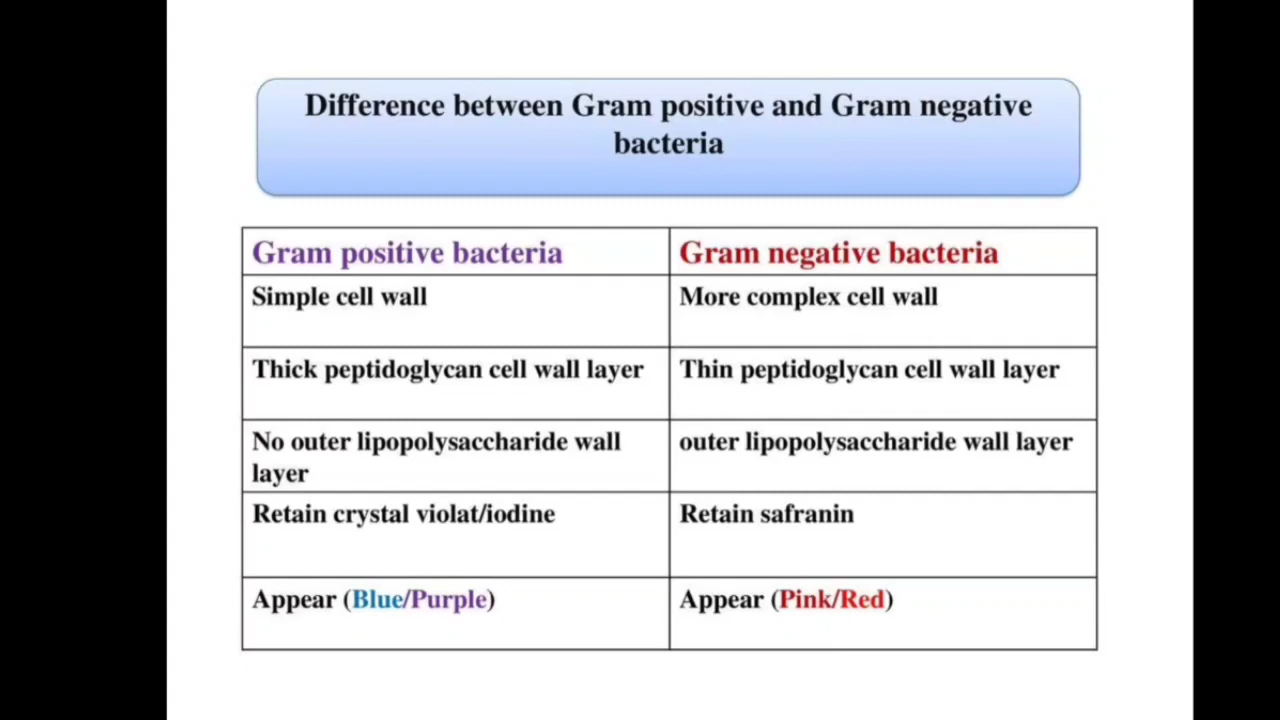 Difference between Gram positive and Gram negative
bacteria
Gram positive bacteria
Gram negative bacteria
Simple cell wall
More complex cell wall
Thick peptidoglycan cell wall layer
Thin peptidoglycan cell wall layer
No outer lipopolysaccharide wall
layer
outer lipopolysaccharide wall layer
Retain crystal violat/iodine
Retain safranin
Appear (Blue/Purple)
Appear (Pink/Red)